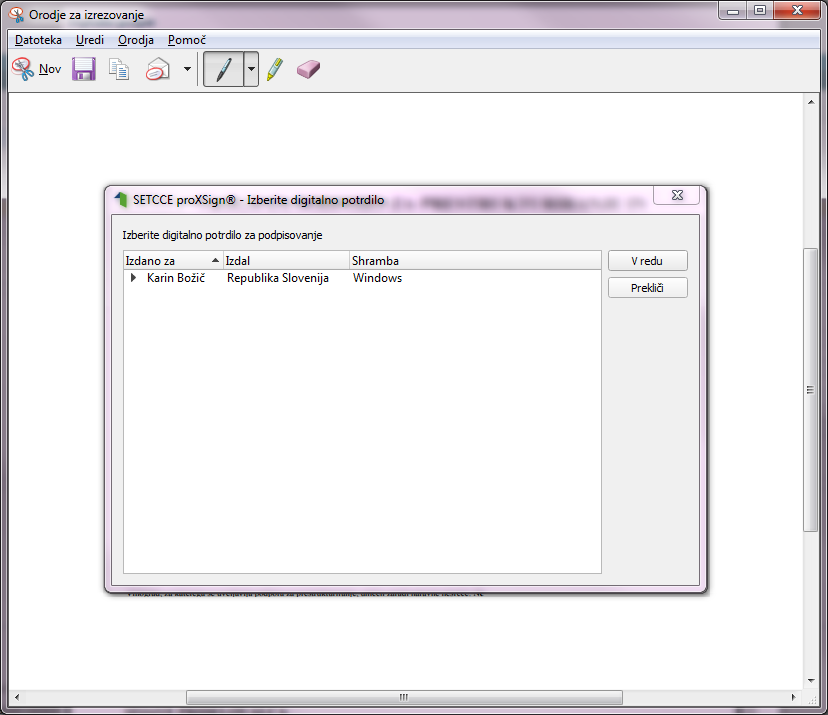 Orodje za izrezovanje
Datoteka Uredi Orodja Pomoč
Nov
SETCCE proXSign® - Izberite digitalno potrdilo
Izberite digitalno potrdilo za podpisovanje
Izdano za Izdal Shramba
Karin Božič Republika Slovenija Windows
V redu
Prekliči